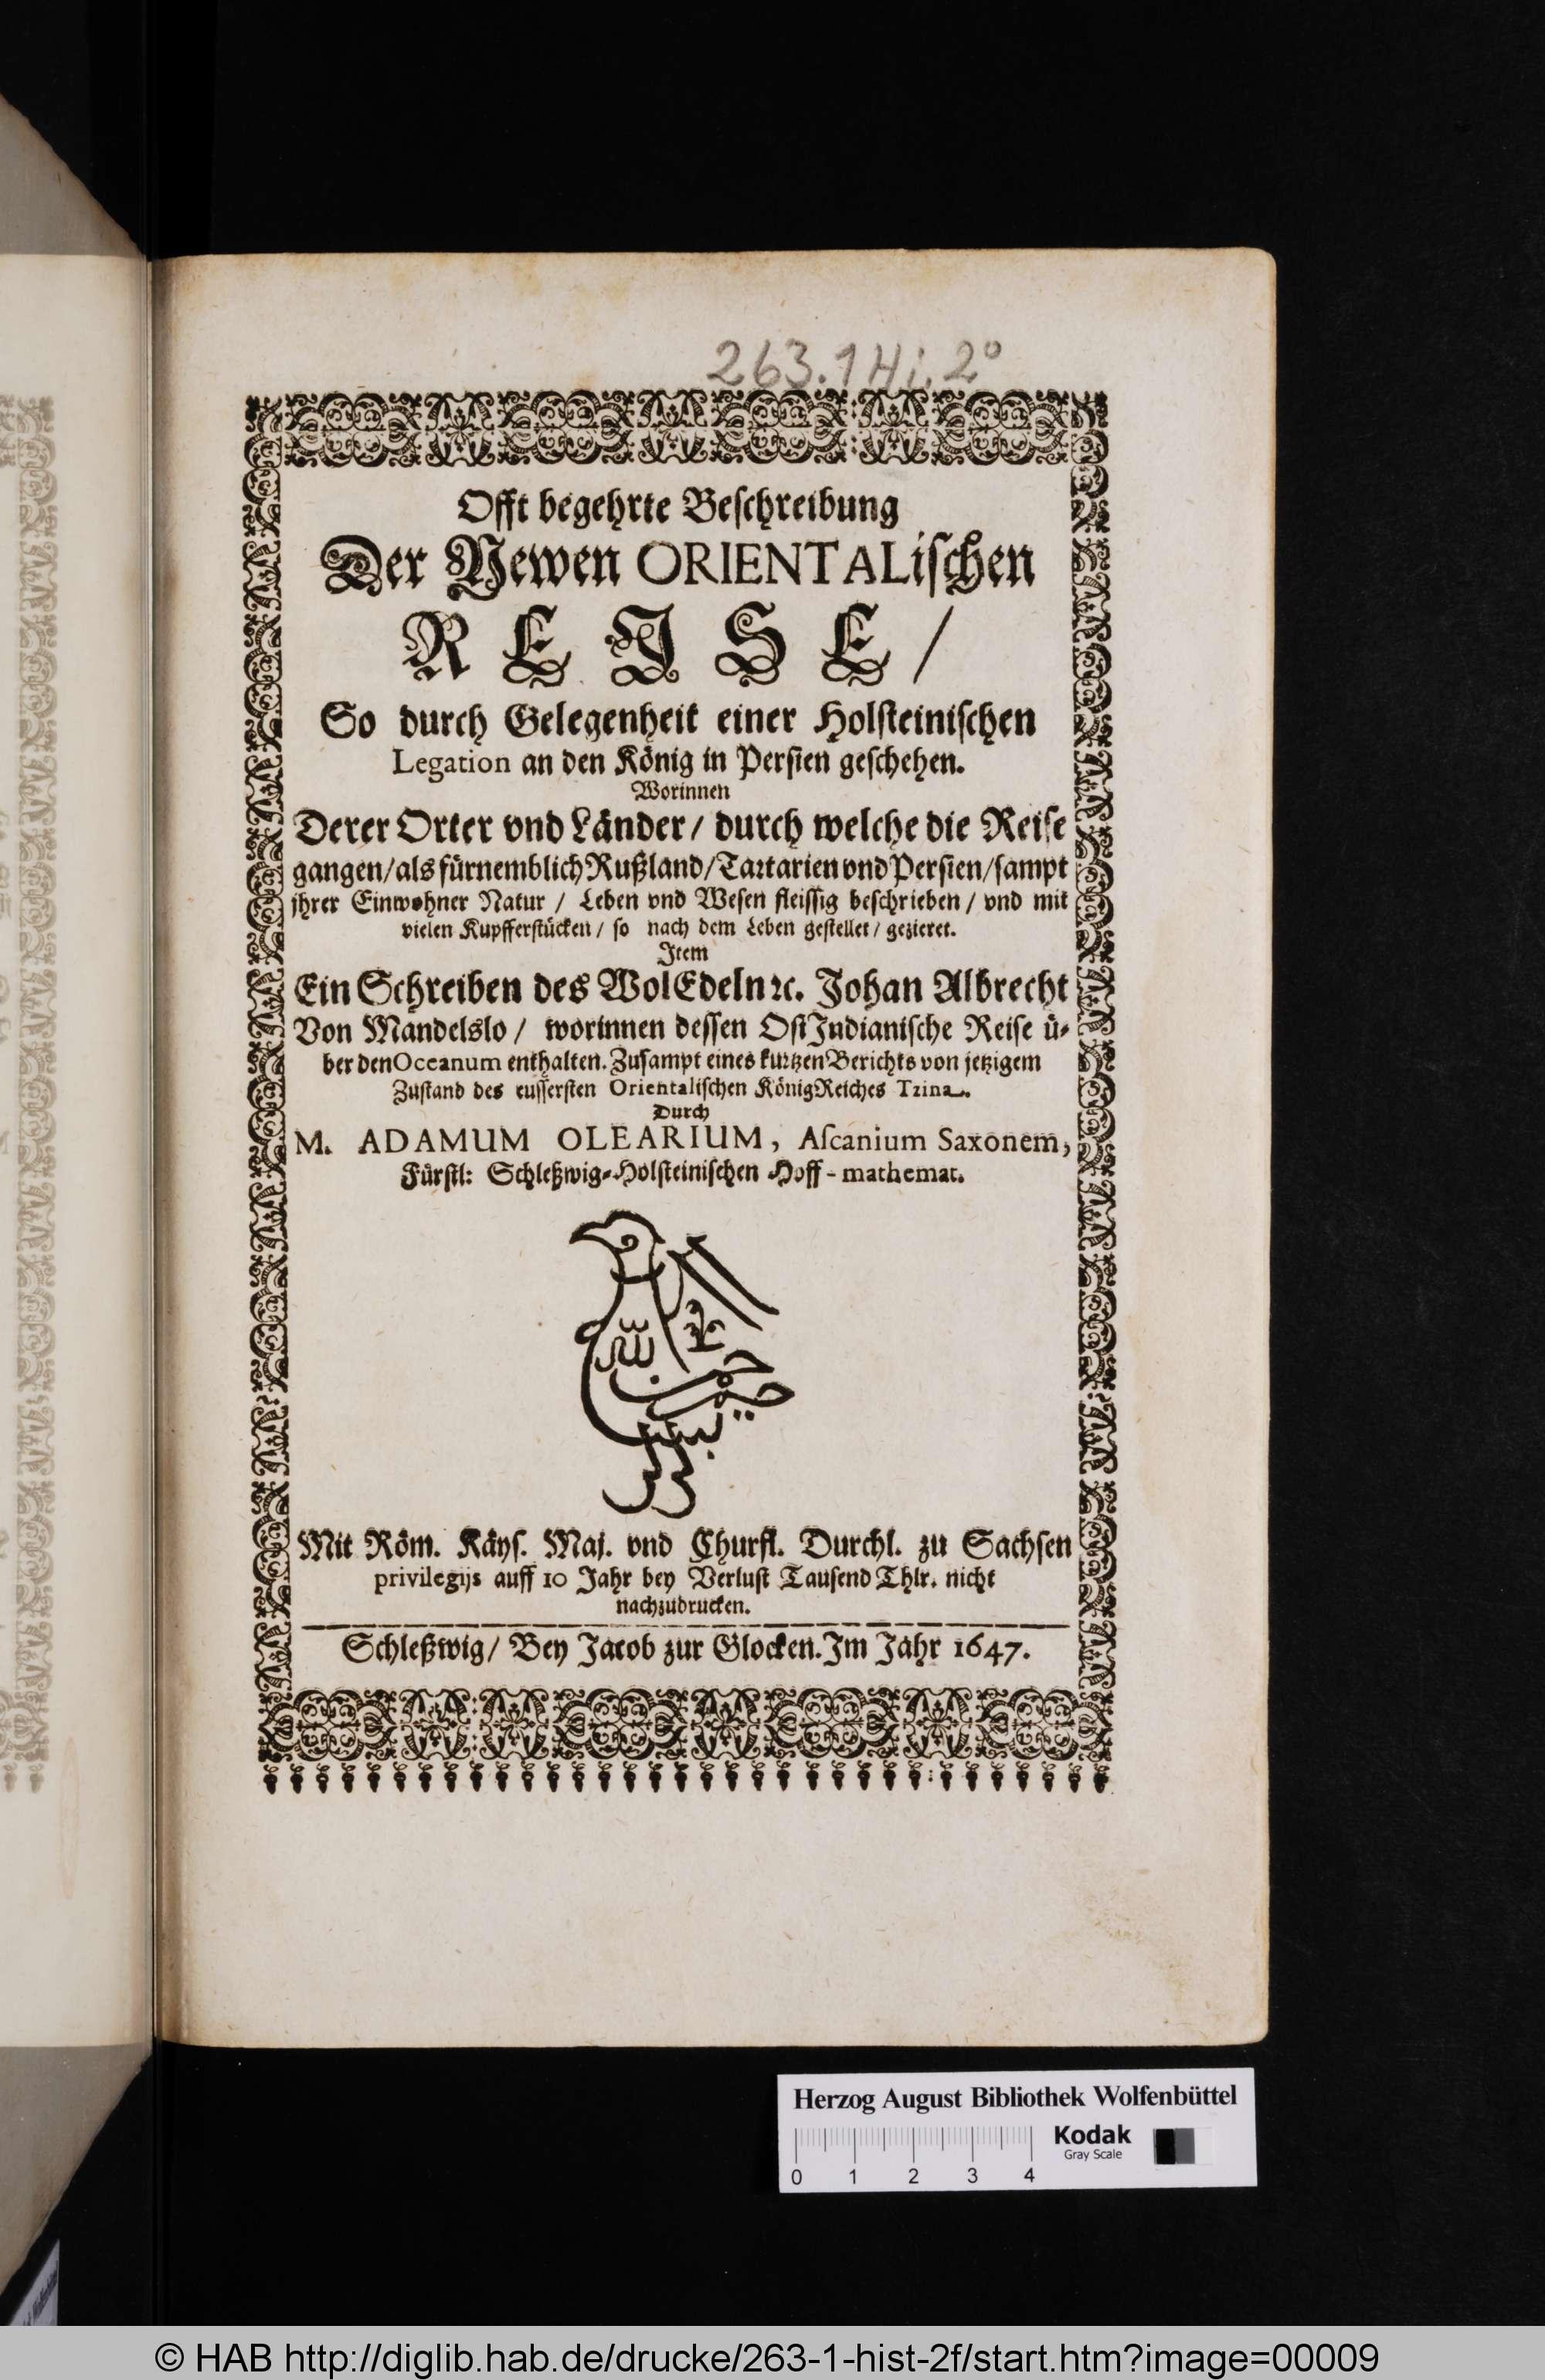 263.1 Hi. 2°
Offt begehrte Beschreibung
Der Newen ORIENTALischen
REJSE/
So durch Gelegenheit einer Holsteinischen
Legation an den König in Persien geschehen.
Worinnen
Derer Orter vnd Länder/ durch welche die Reise
gangen/als fürnemblich Rußland/Tartarien vnd Persien/sampt
jhrer Einwohner Natur / Leben vnd Wesen fleissig beschrieben / vnd mit
vielen Kupfferstücken / so nach dem Leben gestellet / gezieret.
Jtem
Ein Schreiben des WolEdeln ꝛc. Johan Albrecht
Von Mandelslo / worinnen dessen OstJndianische Reise ü-
ber den Oceanum enthalten. Zusampt eines kurtzen Berichts von jetzigem
Zustand des eussersten Orientalischen KönigReiches Tzina.
Durch
M. ADAMUM OLEARIUM, Ascanium Saxonem,
Fürstl: Schleßwig-Holsteinischen Hoff-mathemat.
الله
Mit Röm. Käys. Maj. vnd Churfl. Durchl. zu Sachsen
privilegijs auff 10 Jahr bey Verlust Tausend Thlr. nicht
nachzudrucken.
Schleßwig/ Bey Jacob zur Glocken. Im Jahr 1647.
Herzog August Bibliothek Wolfenbüttel
Kodak
Gray Scale
0 1 2 3 4
© HAB http://diglib.hab.de/drucke/263-1-hist-2f/start.htm?image=00009